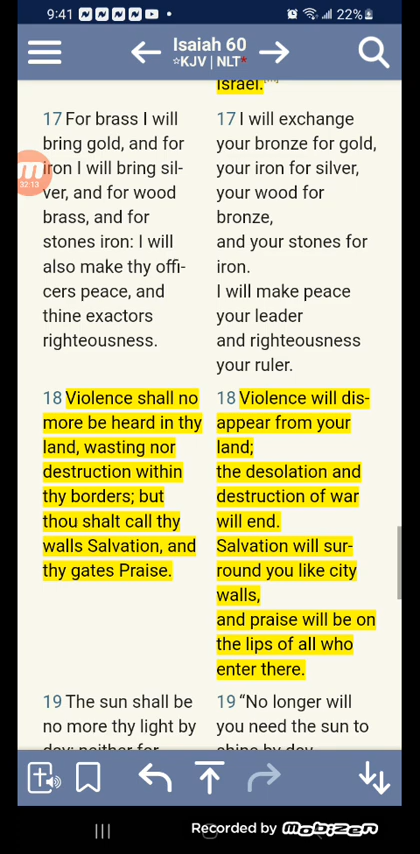 9:41
22%
Isaiah 60
☆KJV | NLT*
Israel."
17 For brass I will
bring gold, and for
iron I will bring sil-
ver, and for wood
brass, and for
stones iron: I will
also make thy offi-
cers peace, and
thine exactors
righteousness.
18 Violence shall no
more be heard in thy
land, wasting nor
destruction within
thy borders; but
thou shalt call thy
walls Salvation, and
thy gates Praise.
19 The sun shall be
no more thy light by
day: neither for
17 I will exchange
your bronze for gold,
your iron for silver,
your wood for
bronze,
and your stones for
iron.
I will make peace
your leader
and righteousness
your ruler.
18 Violence will dis-
appear from your
land;
the desolation and
destruction of war
will end.
Salvation will sur-
round you like city
walls,
and praise will be on
the lips of all who
enter there.
19 “No longer will
you need the sun to
shine by day
32:13
Recorded by mobizen